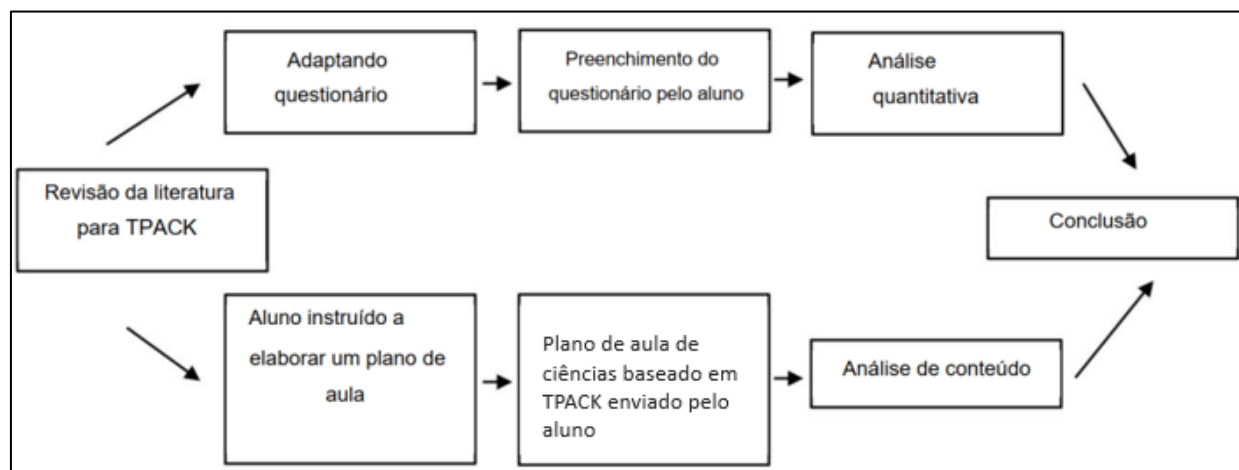 Revisão da literatura
para TPACK
Adaptando
questionário
Preenchimento do
questionário pelo aluno
Análise
quantitativa
Aluno instruído a
elaborar um plano de
aula
Plano de aula de
ciências baseado em
TPACK enviado pelo
aluno
Análise de conteúdo
Conclusão